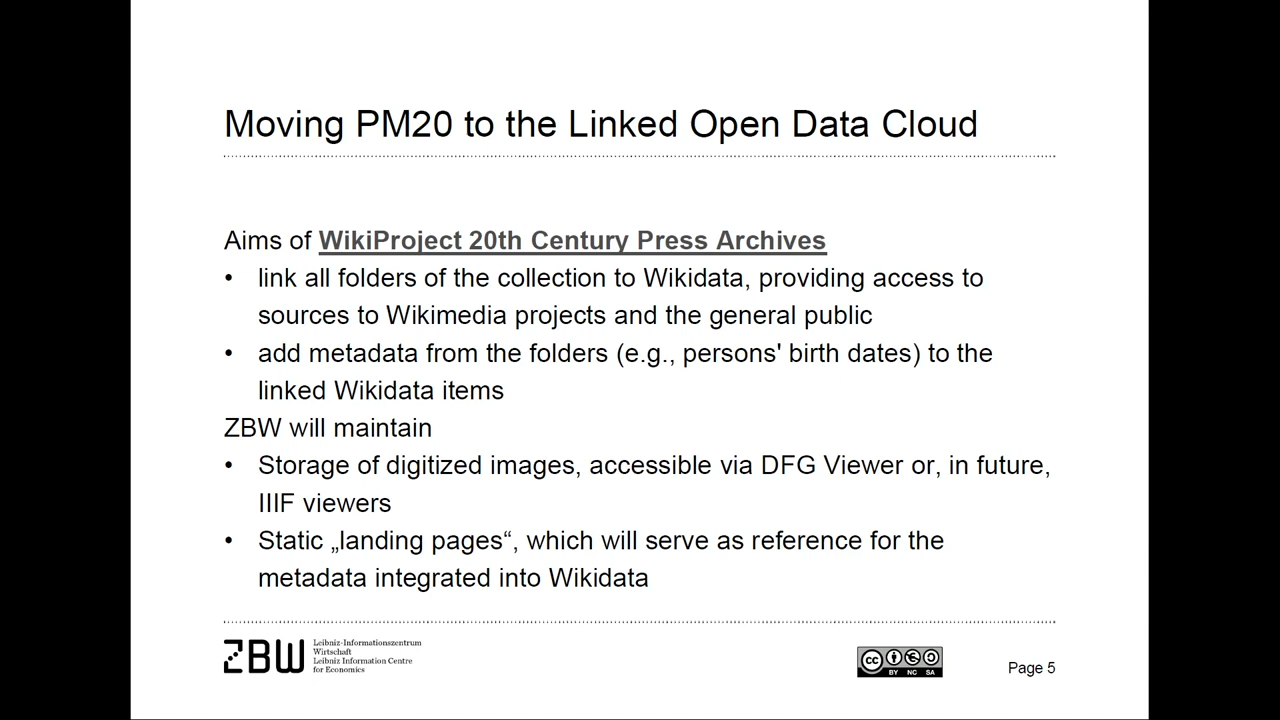 Moving PM20 to the Linked Open Data Cloud
Aims of WikiProject 20th Century Press Archives
• link all folders of the collection to Wikidata, providing access to
sources to Wikimedia projects and the general public
• add metadata from the folders (e.g., persons' birth dates) to the
linked Wikidata items
ZBW will maintain
• Storage of digitized images, accessible via DFG Viewer or, in future,
IIIF viewers
• Static „landing pages“, which will serve as reference for the
metadata integrated into Wikidata
ZBW
Leibniz-Informationszentrum
Wirtschaft
Leibniz Information Centre
for Economics
cc
BY NC SA
Page 5